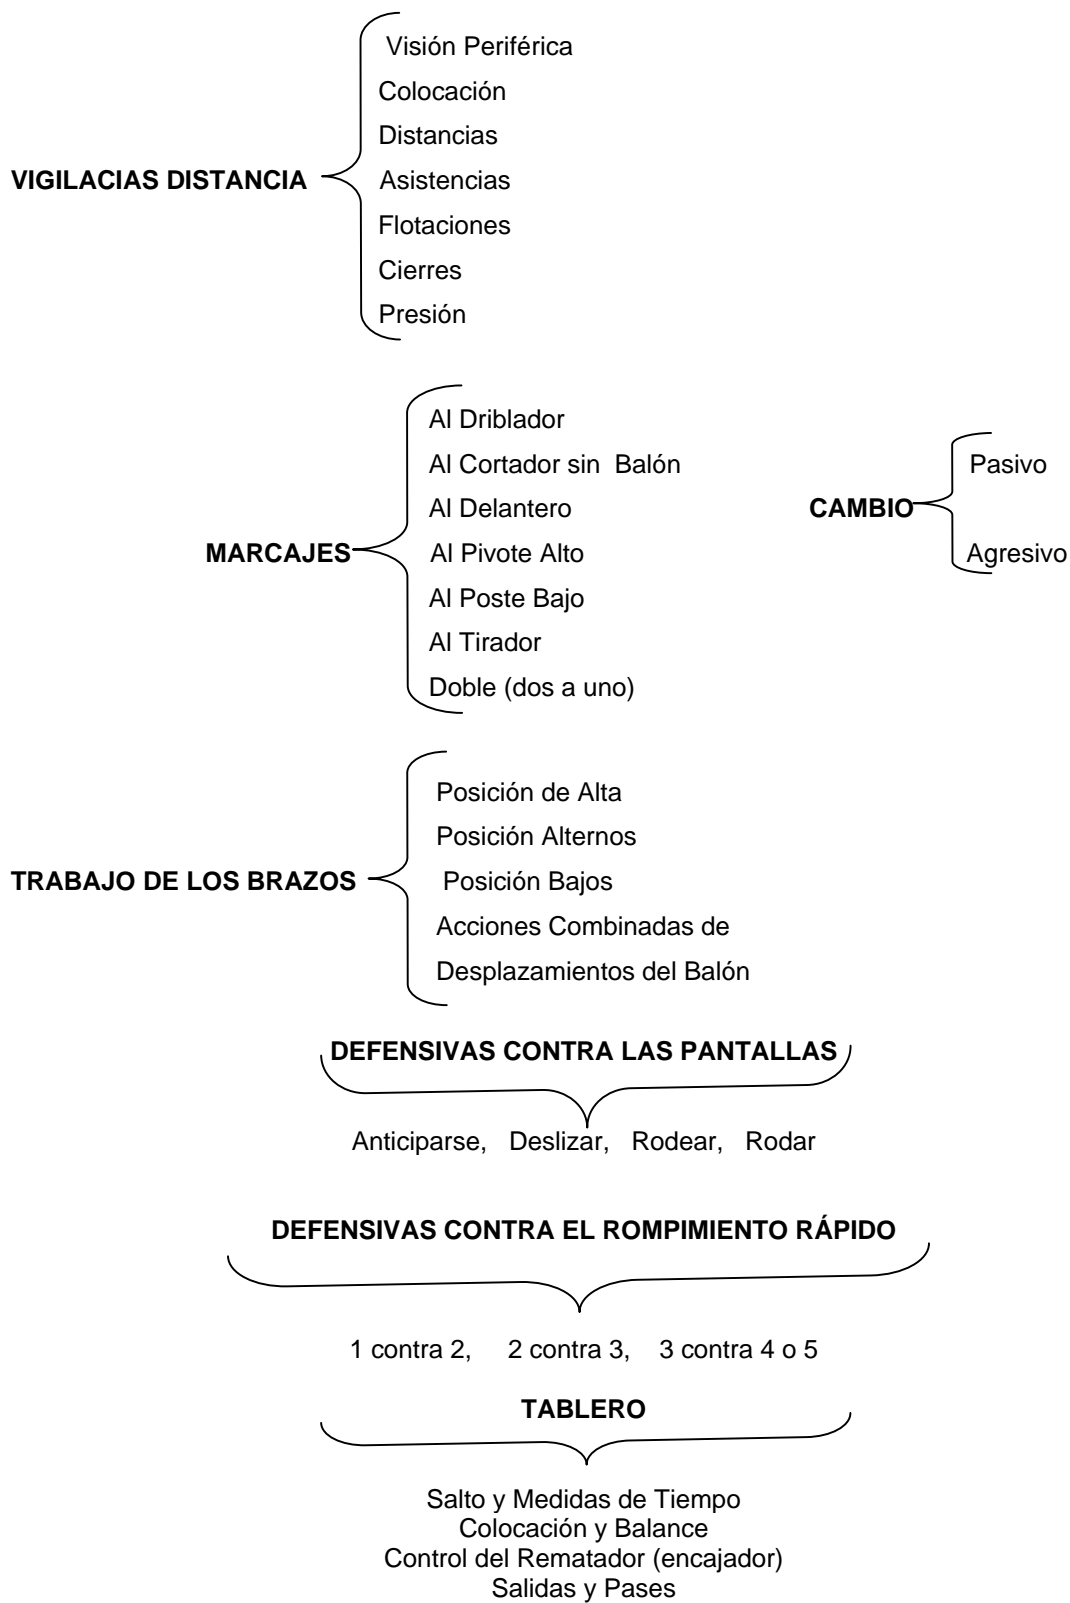 Visión Periférica
Colocación
Distancias
VIGILACIAS DISTANCIA
Asistencias
Flotaciones
Cierres
Presión
Al Driblador
Al Cortador sin Balón
Al Delantero
MARCAJES
Al Pivote Alto
Al Poste Bajo
Al Tirador
Doble (dos a uno)
Pasivo
CAMBIO
Agresivo
Posición de Alta
Posición Alternos
TRABAJO DE LOS BRAZOS
Posición Bajos
Acciones Combinadas de
Desplazamientos del Balón
DEFENSIVAS CONTRA LAS PANTALLAS
Anticiparse, Deslizar, Rodear, Rodar
DEFENSIVAS CONTRA EL ROMPIMIENTO RÁPIDO
1 contra 2, 2 contra 3, 3 contra 4 o 5
TABLERO
Salto y Medidas de Tiempo
Colocación y Balance
Control del Rematador (encajador)
Salidas y Pases